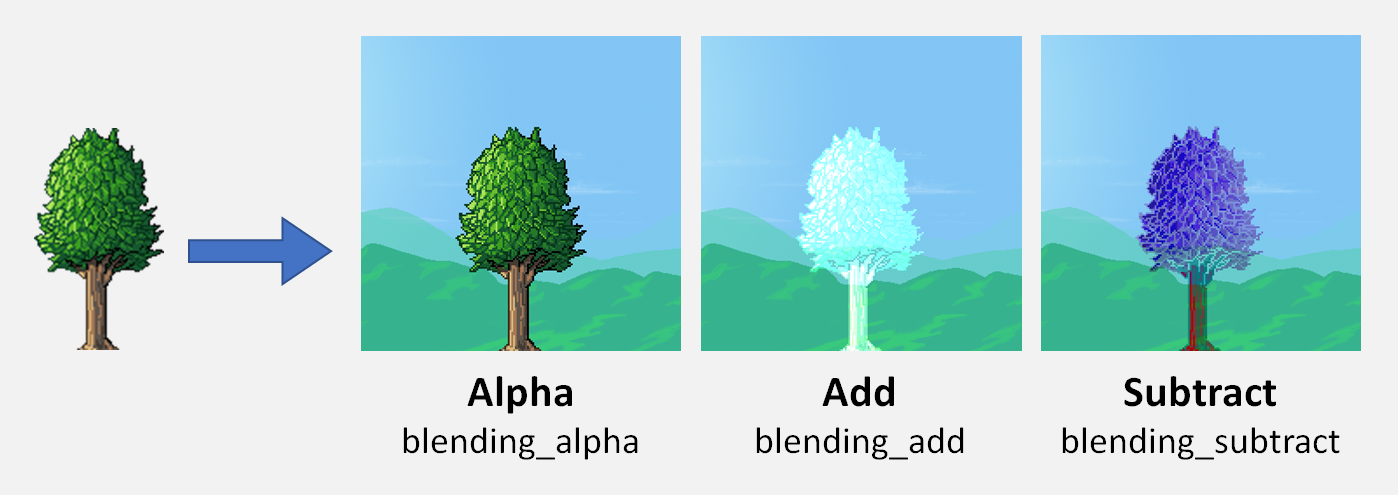 Alpha
blending_alpha
Add
blending_add
Subtract
blending_subtract